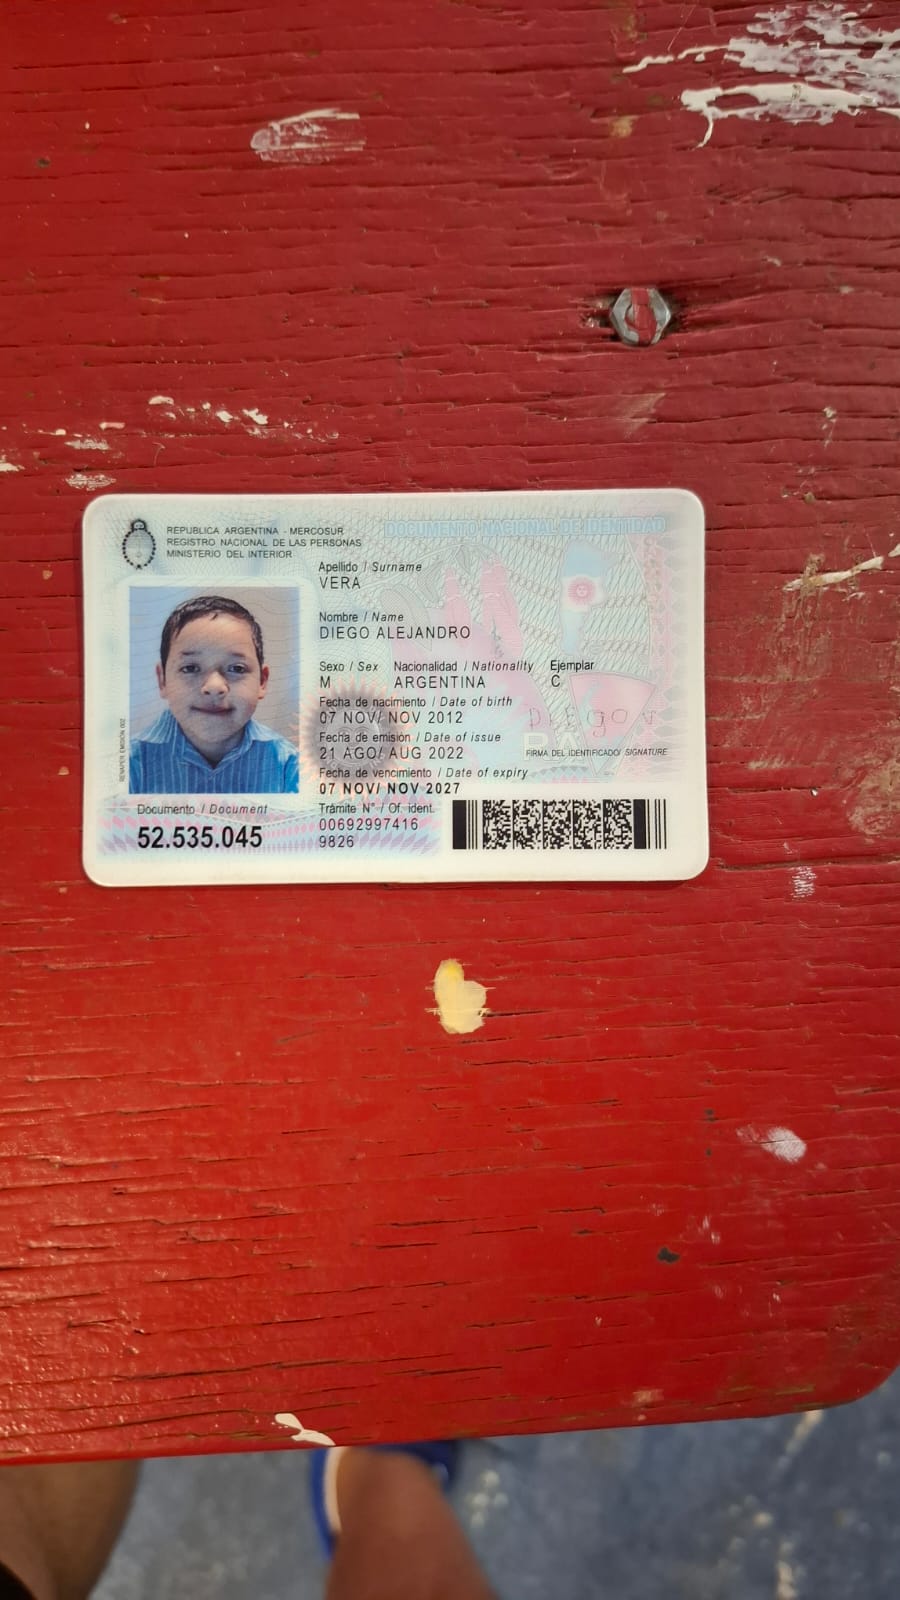 REPUBLICA ARGENTINA - MERCOSUR
REGISTRO NACIONAL DE LAS PERSONAS
MINISTERIO DEL INTERIOR
DOCUMENTO NACIONAL DE IDENTIDAD
Apellido / Surname
VERA
Nombre / Name
DIEGO ALEJANDRO
Sexo / Sex Nacionalidad / Nationality Ejemplar
M ARGENTINA C
Fecha de nacimiento / Date of birth
07 NOV/ NOV 2012
Fecha de emisión / Date of issue
21 AGO/ AUG 2022
Fecha de vencimiento / Date of expiry
07 NOV/ NOV 2027
Diego V
RA
FIRMA DEL IDENTIFICADO/ SIGNATURE
RENAPER EMISIÓN 002
Documento / Document
52.535.045
Trámite N° / Of. ident.
00692997416
9826